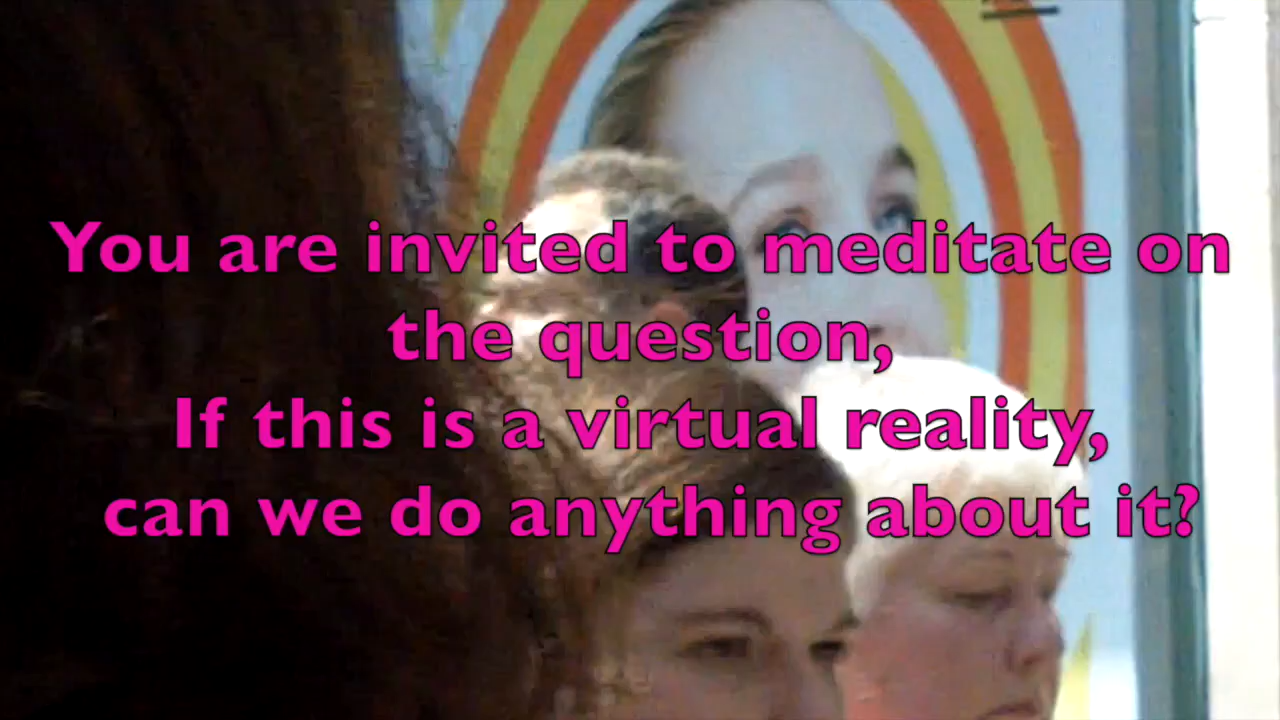 You are invited to meditate on
the question,
If this is a virtual reality,
can we do anything about it?